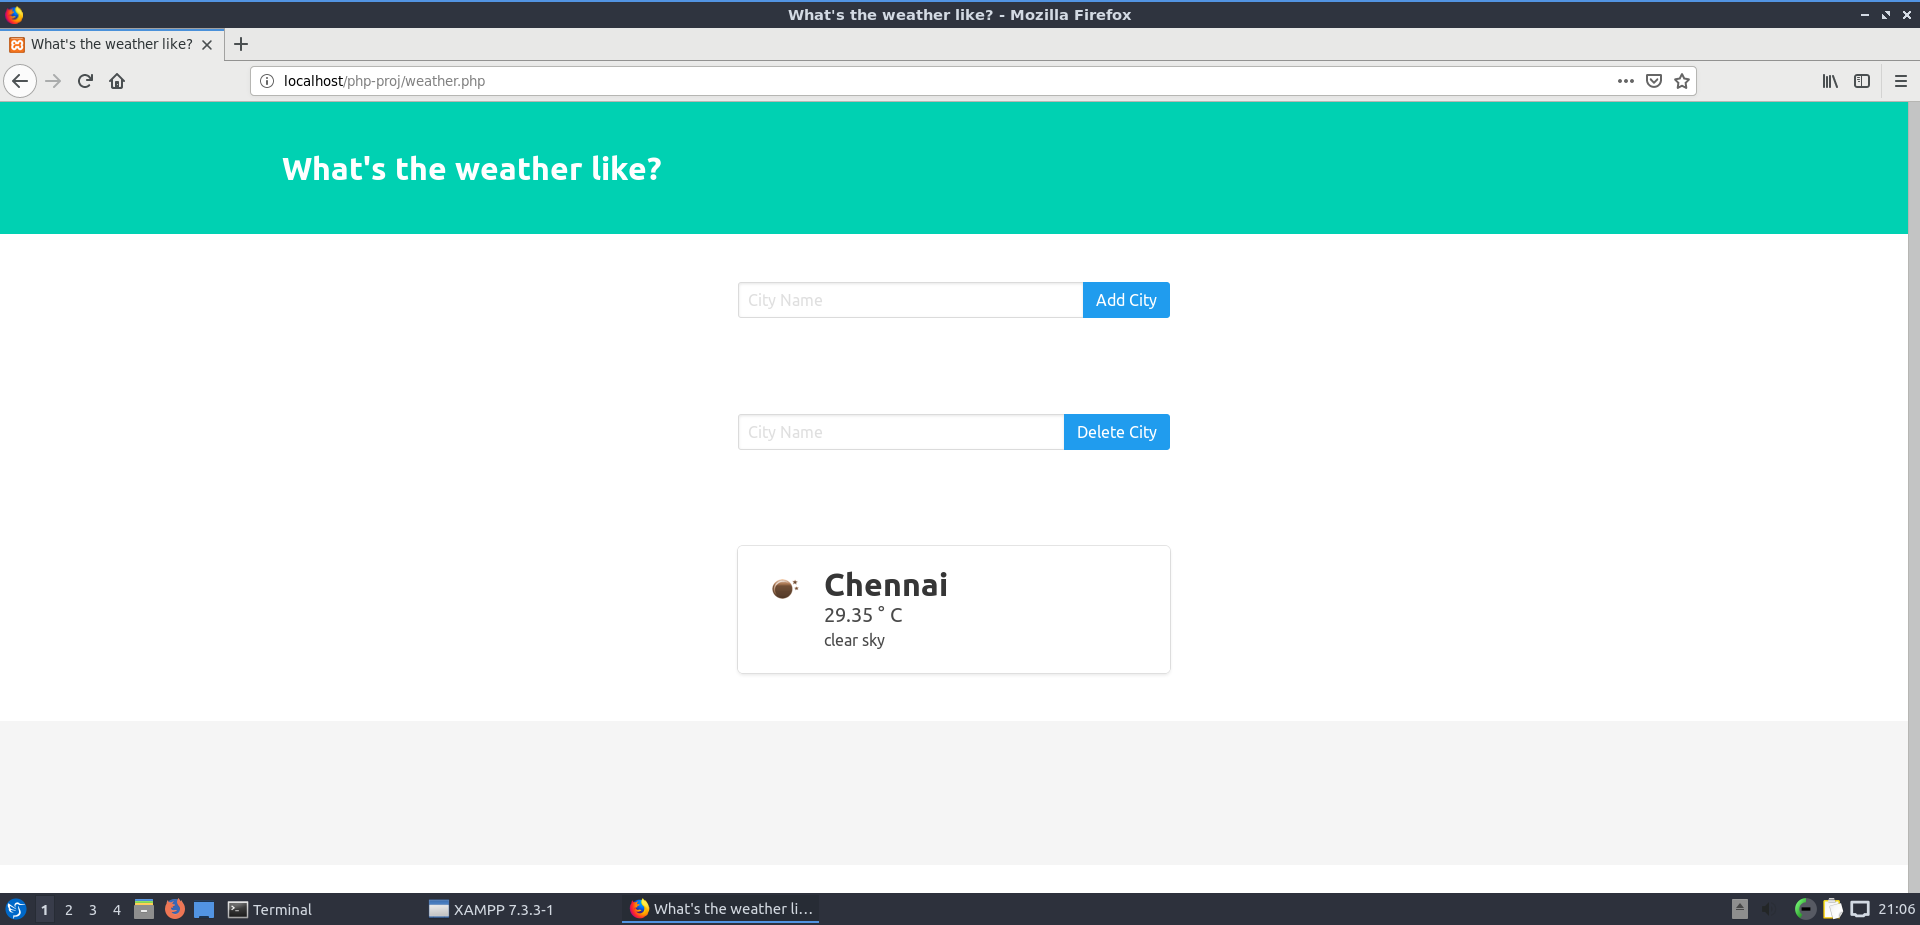 What's the weather like? - Mozilla Firefox
What's the weather like?
localhost/php-proj/weather.php
What's the weather like?
City Name
Add City
City Name
Delete City
Chennai
29.35 ° C
clear sky
1 2 3 4 Terminal XAMPP 7.3.3-1 What's the weather li... 21:06